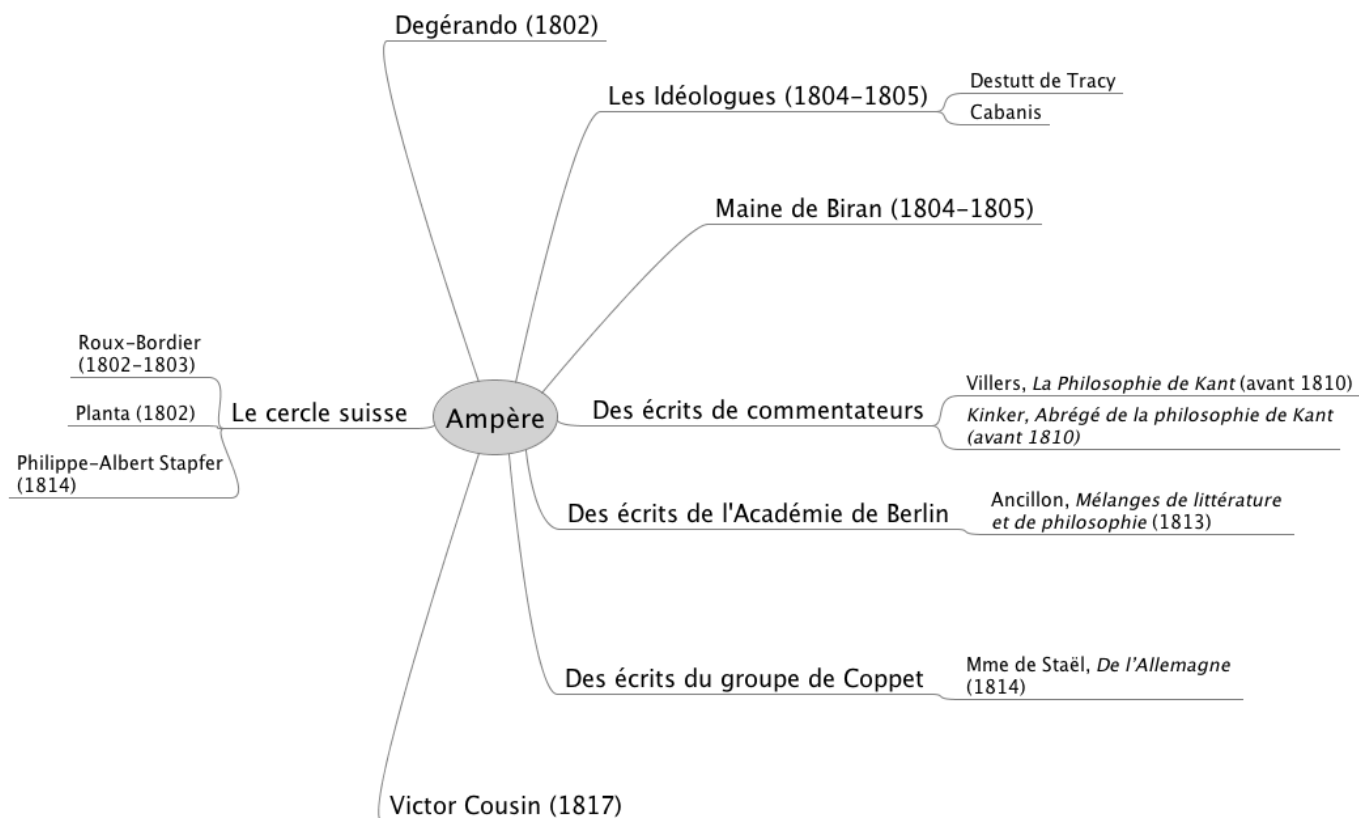 Degérando (1802)
Les Idéologues (1804–1805)
Destutt de Tracy
Cabanis
Maine de Biran (1804–1805)
Roux–Bordier
(1802–1803)
Planta (1802)
Philippe–Albert Stapfer
(1814)
Le cercle suisse
Ampère
Des écrits de commentateurs
Villers, La Philosophie de Kant (avant 1810)
Kinker, Abrégé de la philosophie de Kant
(avant 1810)
Des écrits de l'Académie de Berlin
Ancillon, Mélanges de littérature
et de philosophie (1813)
Des écrits du groupe de Coppet
Mme de Staël, De l’Allemagne
(1814)
Victor Cousin (1817)